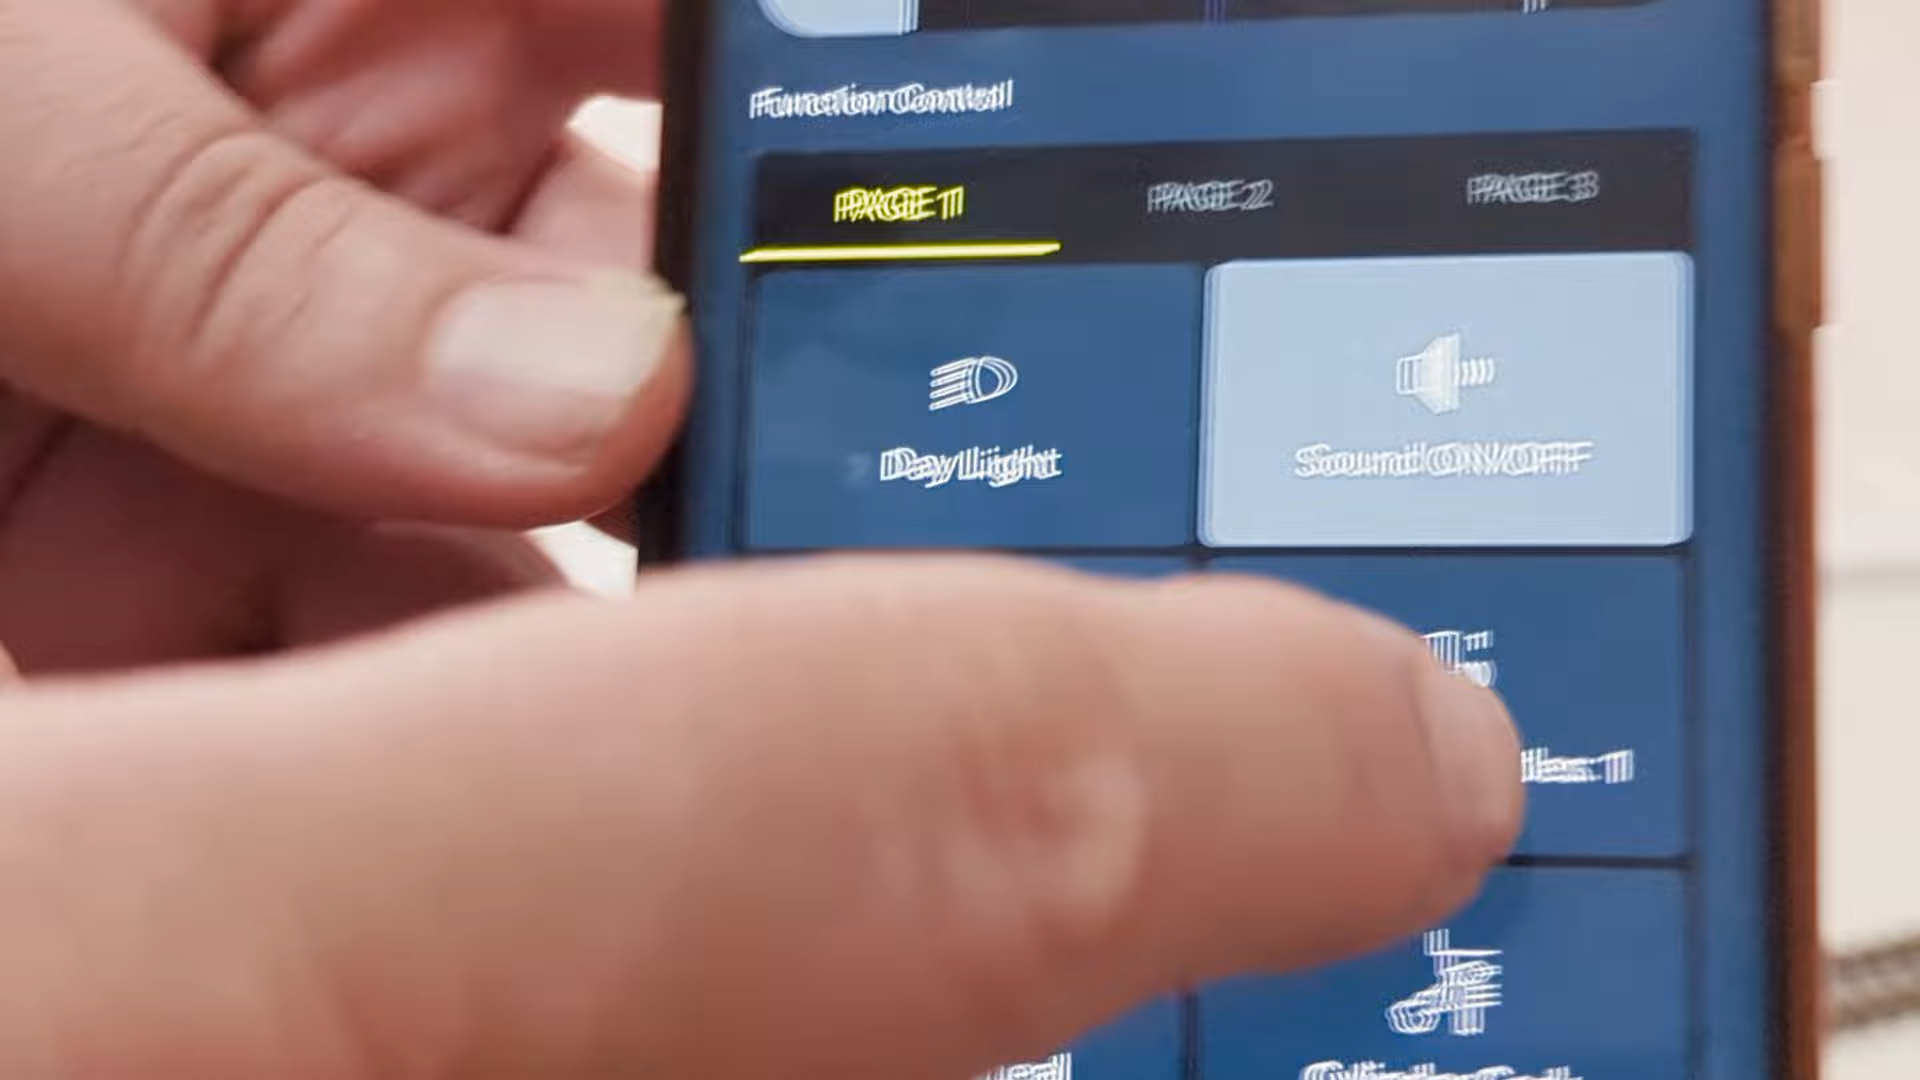 Function Control
PAGE 1 PAGE 2 PAGE 3
Day Light Sound ON/OFF